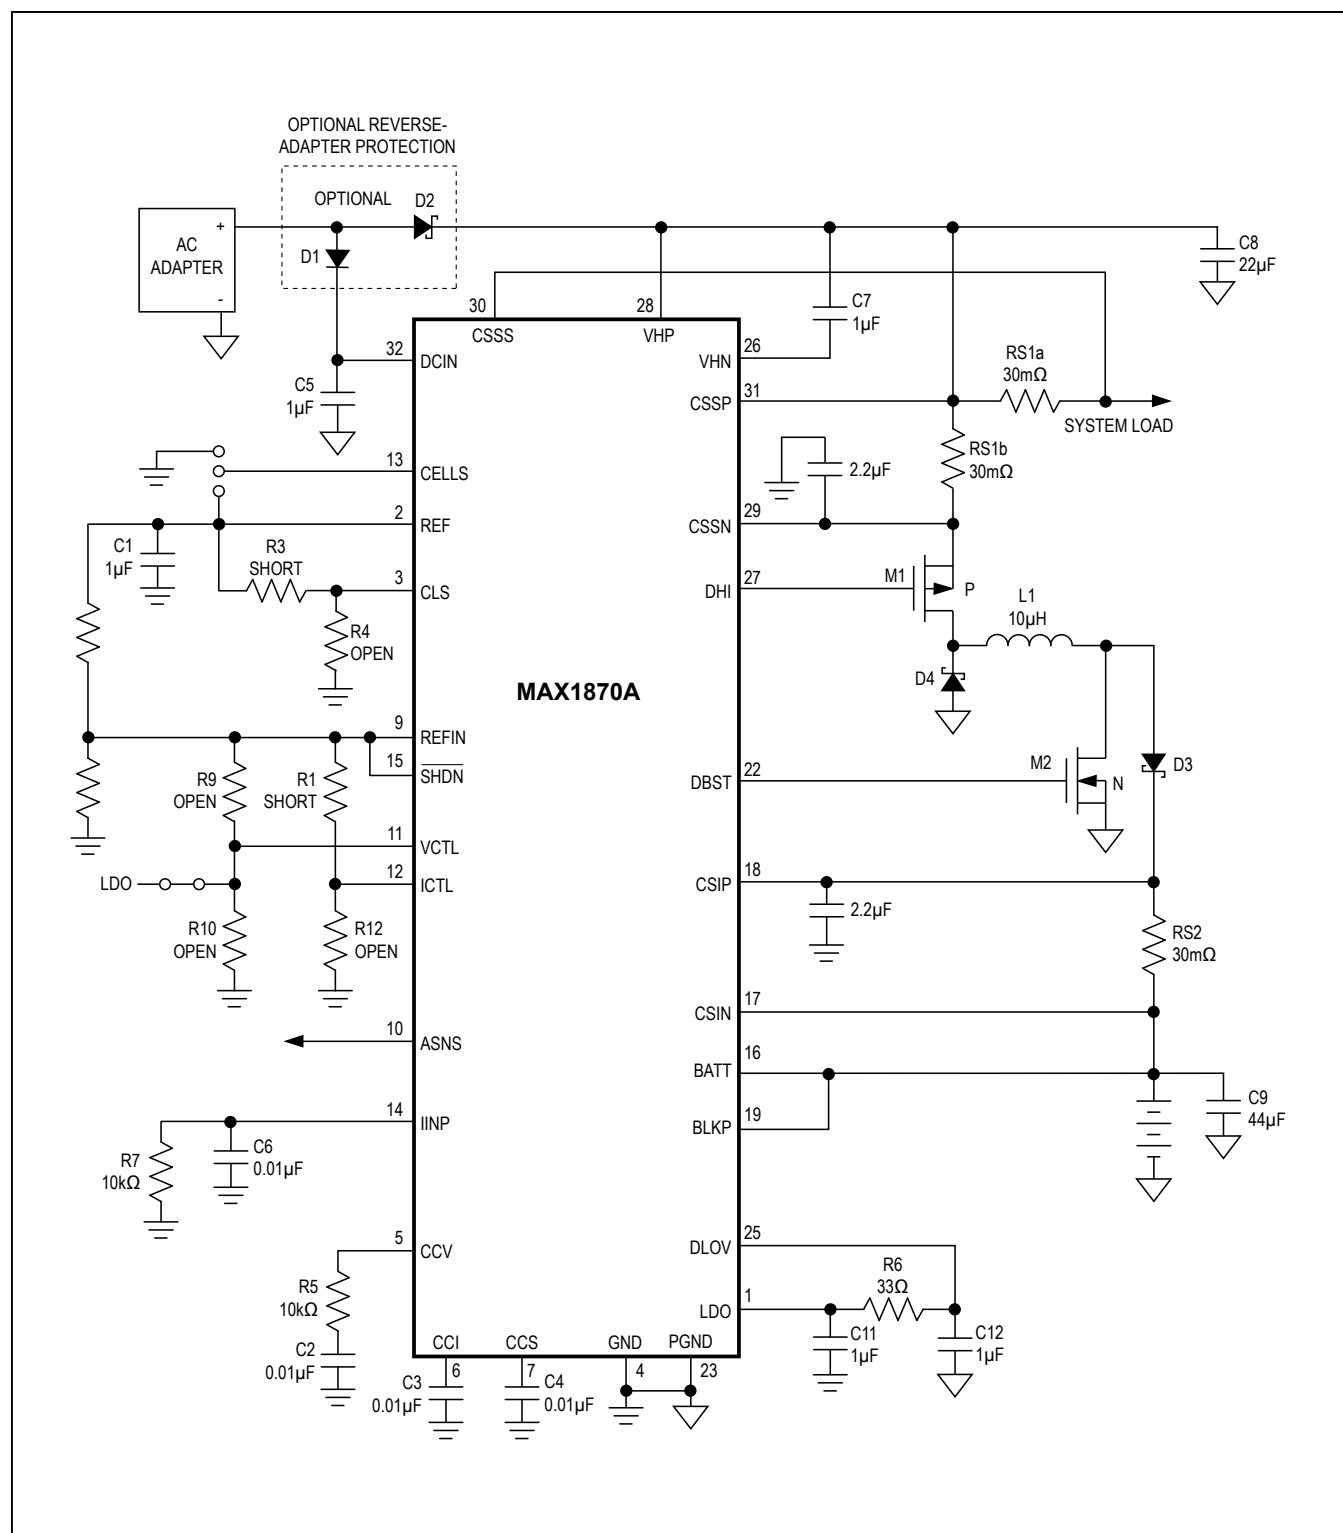 OPTIONAL REVERSE-
ADAPTER PROTECTION
OPTIONAL
D2
AC
ADAPTER
+
-
D1
C8
22µF
30
CSSS
28
VHP
C7
1µF
32
DCIN
26
VHN
C5
1µF
31
CSSP
RS1a
30mΩ
SYSTEM LOAD
RS1b
30mΩ
13
CELLS
2.2µF
2
REF
29
CSSN
C1
1µF
R3
SHORT
3
CLS
27
DHI
M1
P
L1
10µH
R4
OPEN
D4
MAX1870A
9
REFIN
15
SHDN
R9
OPEN
R1
SHORT
22
DBST
M2
N
D3
11
VCTL
LDO
12
ICTL
18
CSIP
2.2µF
R10
OPEN
R12
OPEN
RS2
30mΩ
17
CSIN
10
ASNS
16
BATT
C9
44µF
14
IINP
19
BLKP
R7
10kΩ
C6
0.01µF
5
CCV
25
DLOV
R5
10kΩ
R6
33Ω
1
LDO
C2
0.01µF
C11
1µF
C12
1µF
CCI
6
CCS
7
GND
4
PGND
23
C3
0.01µF
C4
0.01µF